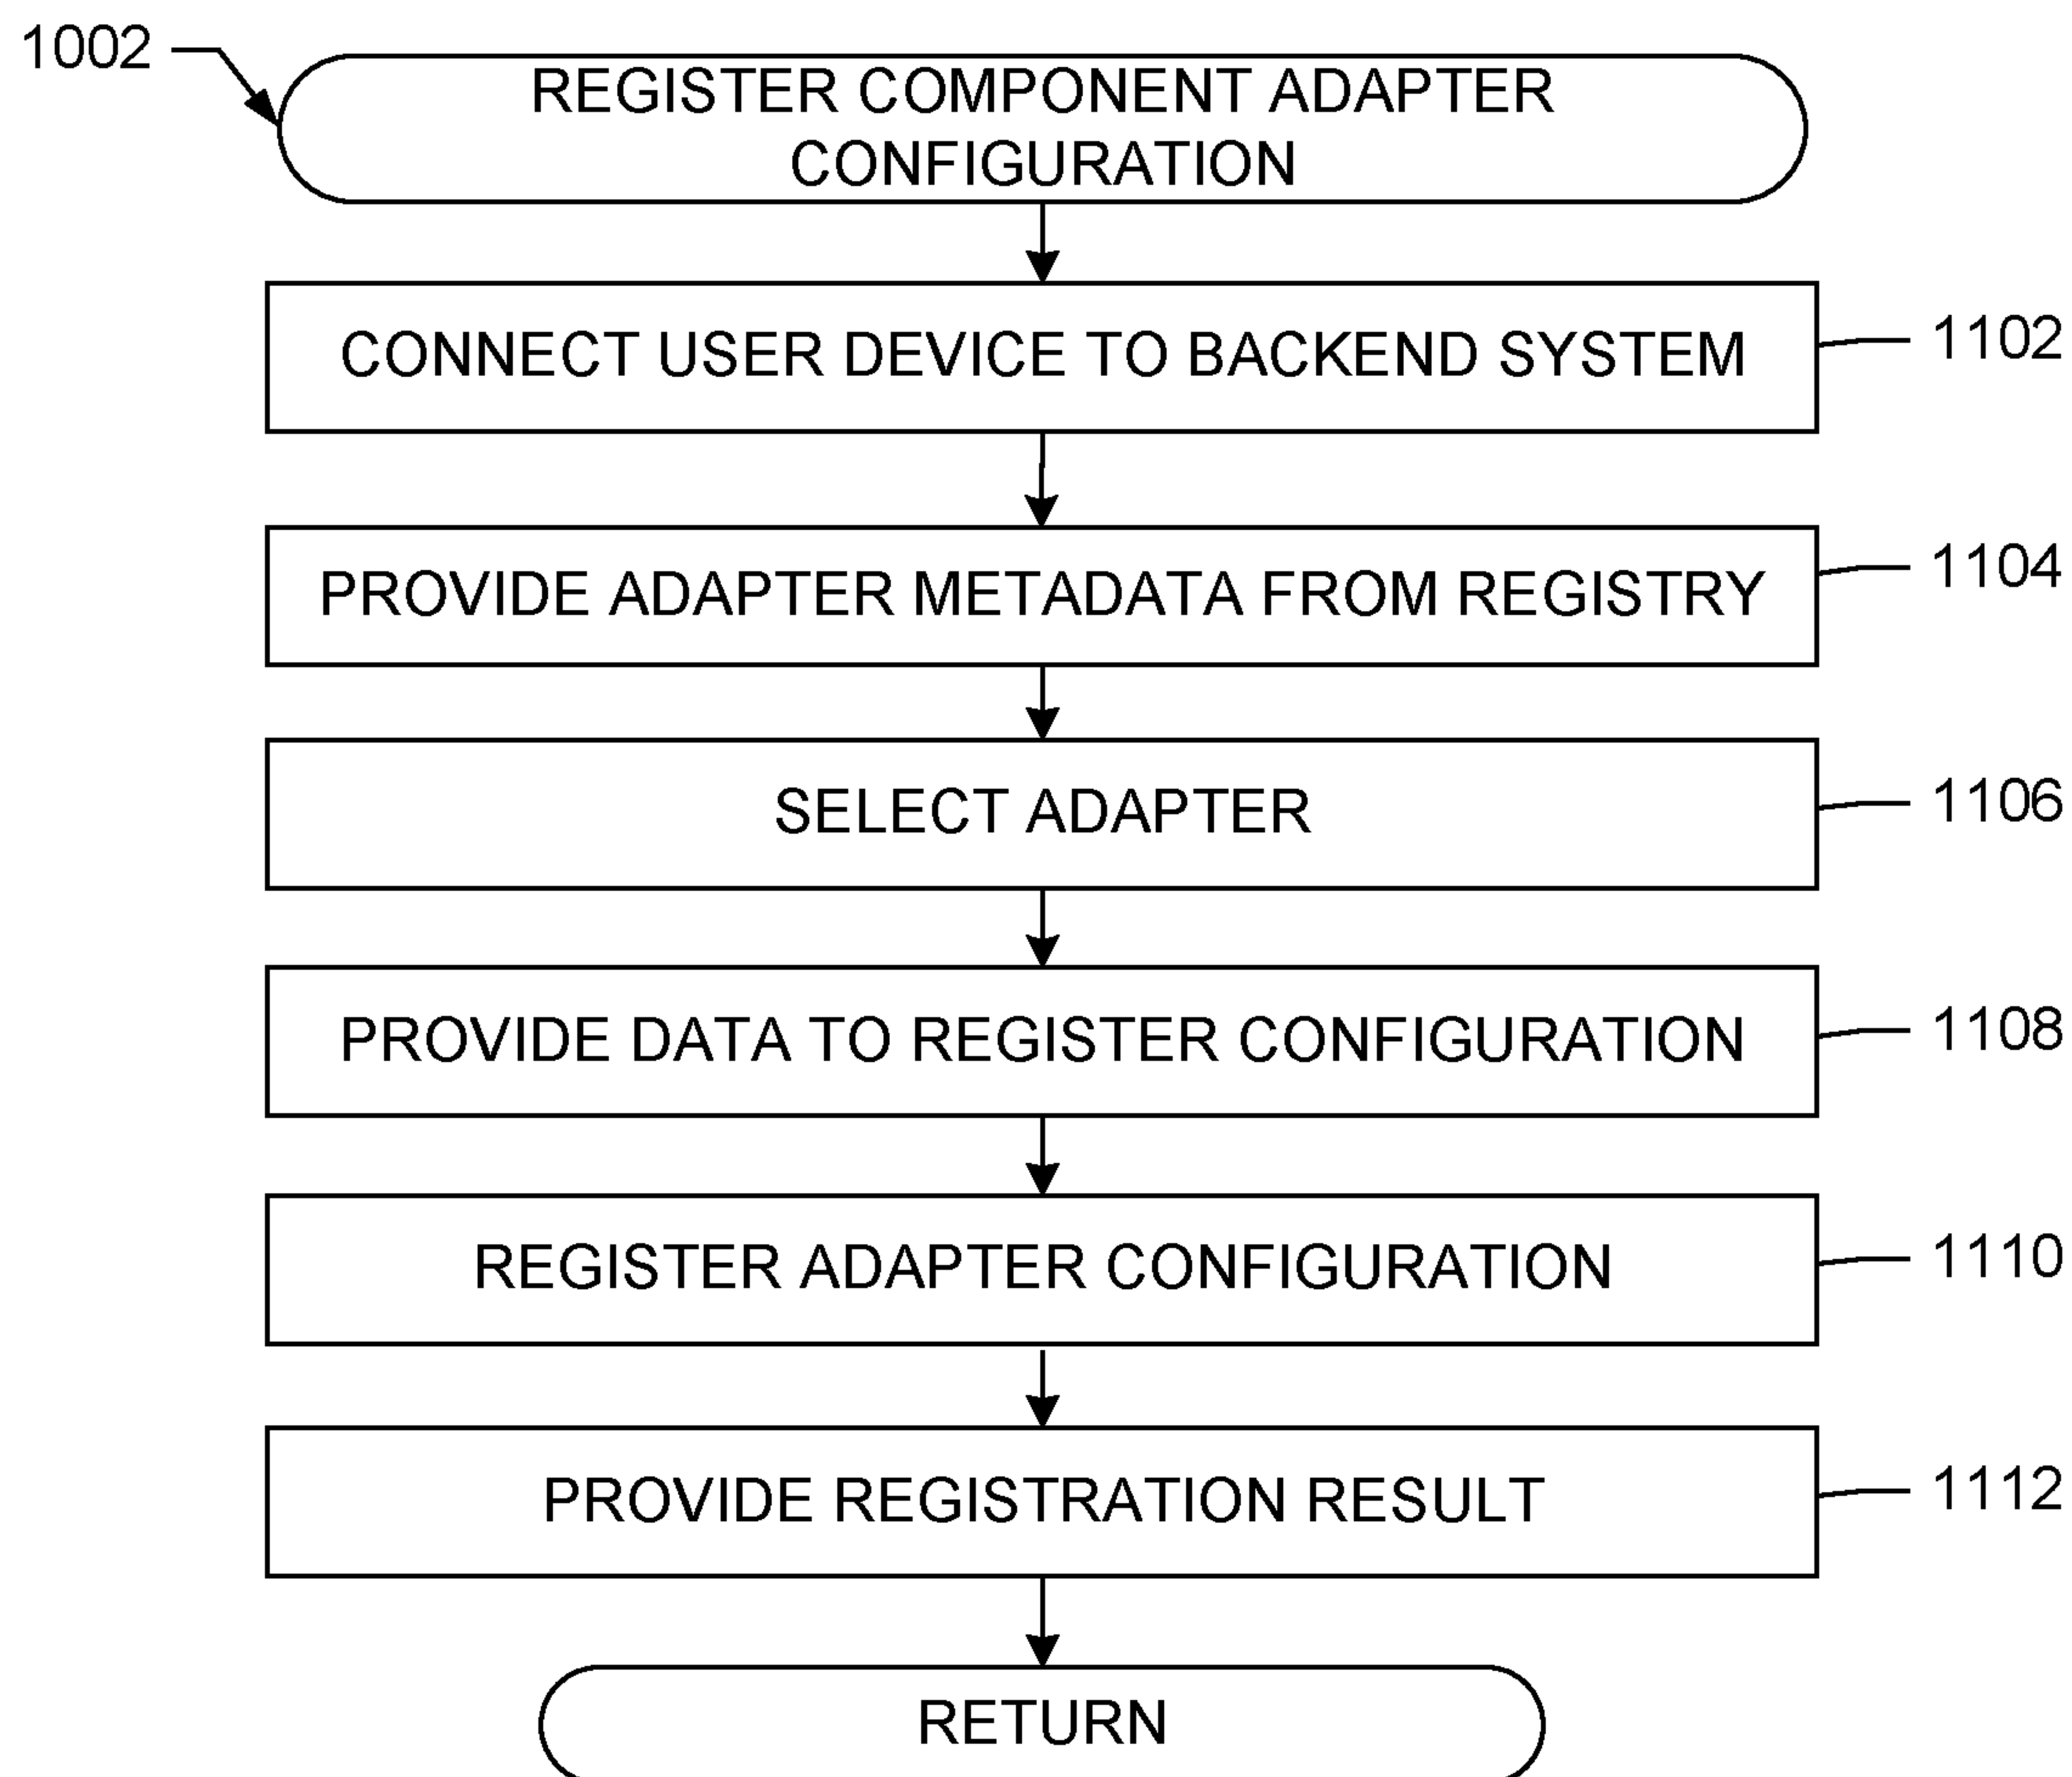 1002
REGISTER COMPONENT ADAPTER
CONFIGURATION
CONNECT USER DEVICE TO BACKEND SYSTEM
1102
PROVIDE ADAPTER METADATA FROM REGISTRY
1104
SELECT ADAPTER
1106
PROVIDE DATA TO REGISTER CONFIGURATION
1108
REGISTER ADAPTER CONFIGURATION
1110
PROVIDE REGISTRATION RESULT
1112
RETURN